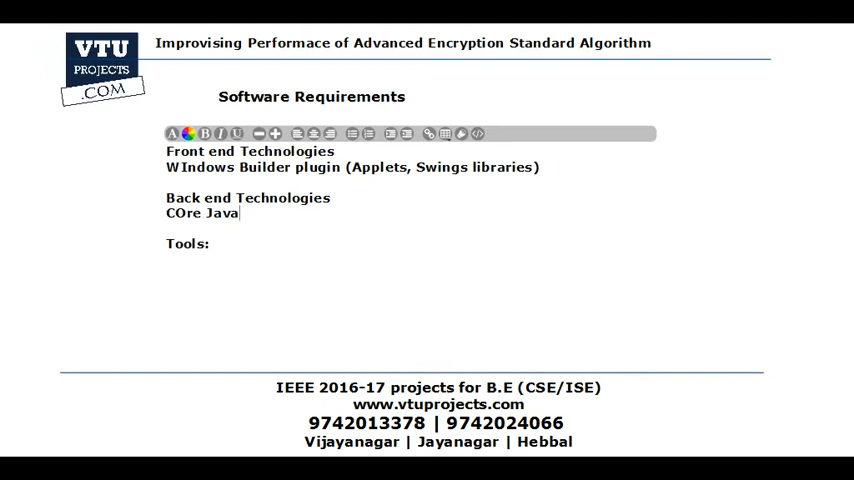 VTU
PROJECTS
.COM
Improvising Performace of Advanced Encryption Standard Algorithm
Software Requirements
Front end Technologies
WIndows Builder plugin (Applets, Swings libraries)
Back end Technologies
COre Java
Tools:
IEEE 2016-17 projects for B.E (CSE/ISE)
www.vtuprojects.com
9742013378 | 9742024066
Vijayanagar | Jayanagar | Hebbal